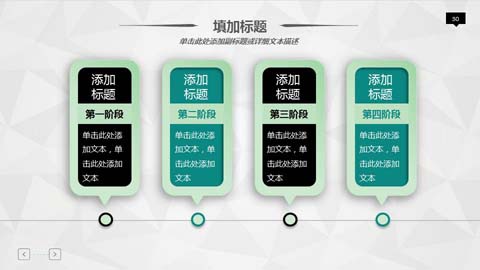 填加标题
单击此处添加副标题或详细文本描述
30
添加
标题
第一阶段
单击此处添
加文本，单
击此处添加
文本
添加
标题
第二阶段
单击此处添
加文本，单
击此处添加
文本
添加
标题
第三阶段
单击此处添
加文本，单
击此处添加
文本
添加
标题
第四阶段
单击此处添
加文本，单
击此处添加
文本